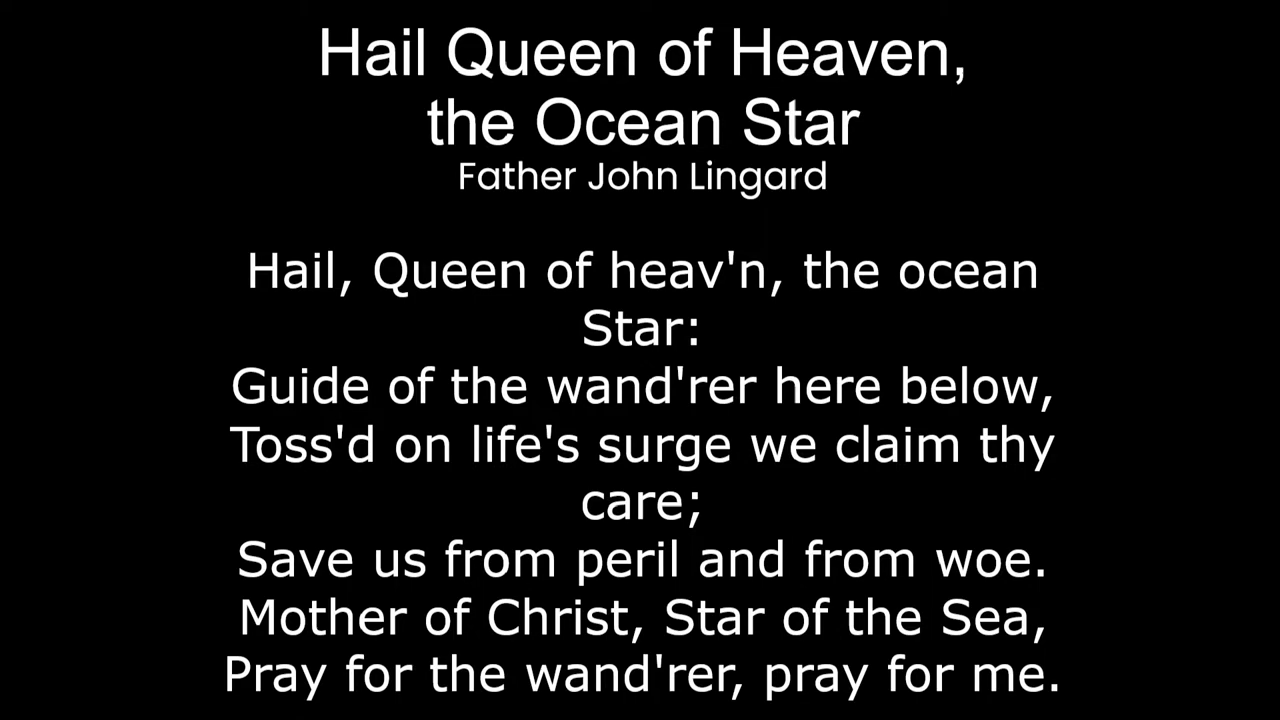 Hail Queen of Heaven,
the Ocean Star
Father John Lingard
Hail, Queen of heav'n, the ocean
Star:
Guide of the wand'rer here below,
Toss'd on life's surge we claim thy
care;
Save us from peril and from woe.
Mother of Christ, Star of the Sea,
Pray for the wand'rer, pray for me.